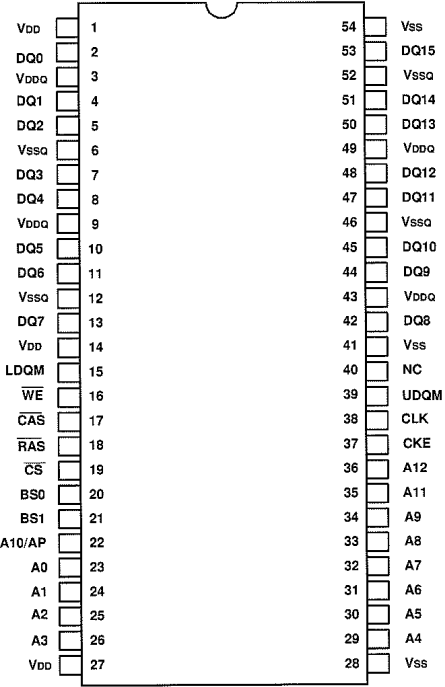 VDD 1 54 VSS
DQ0 2 53 DQ15
VDDQ 3 52 VSSQ
DQ1 4 51 DQ14
DQ2 5 50 DQ13
VSSQ 6 49 VDDQ
DQ3 7 48 DQ12
DQ4 8 47 DQ11
VDDQ 9 46 VSSQ
DQ5 10 45 DQ10
DQ6 11 44 DQ9
VSSQ 12 43 VDDQ
DQ7 13 42 DQ8
VDD 14 41 VSS
LDQM 15 40 NC
W̅E̅ 16 39 UDQM
C̅A̅S̅ 17 38 CLK
R̅A̅S̅ 18 37 CKE
C̅S̅ 19 36 A12
BS0 20 35 A11
BS1 21 34 A9
A10/AP 22 33 A8
A0 23 32 A7
A1 24 31 A6
A2 25 30 A5
A3 26 29 A4
VDD 27 28 VSS